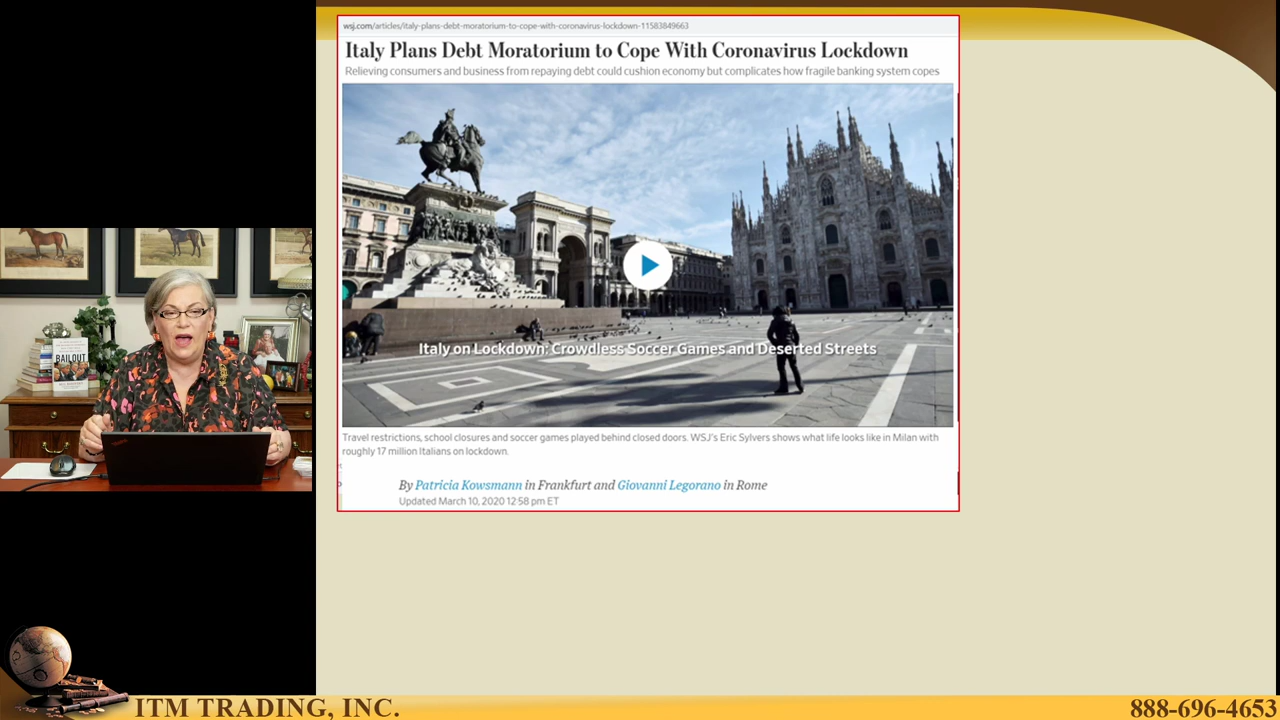 wsj.com/articles/italy-plans-debt-moratorium-to-cope-with-coronavirus-lockdown-11583849663
Italy Plans Debt Moratorium to Cope With Coronavirus Lockdown
Relieving consumers and business from repaying debt could cushion economy but complicates how fragile banking system copes
Italy on Lockdown: Crowdless Soccer Games and Deserted Streets
Travel restrictions, school closures and soccer games played behind closed doors. WSJ's Eric Sylvers shows what life looks like in Milan with
roughly 17 million Italians on lockdown.
By Patricia Kowsmann in Frankfurt and Giovanni Legorano in Rome
Updated March 10, 2020 12:58 pm ET
BAILOUT
ITM TRADING, INC.
888-696-4653